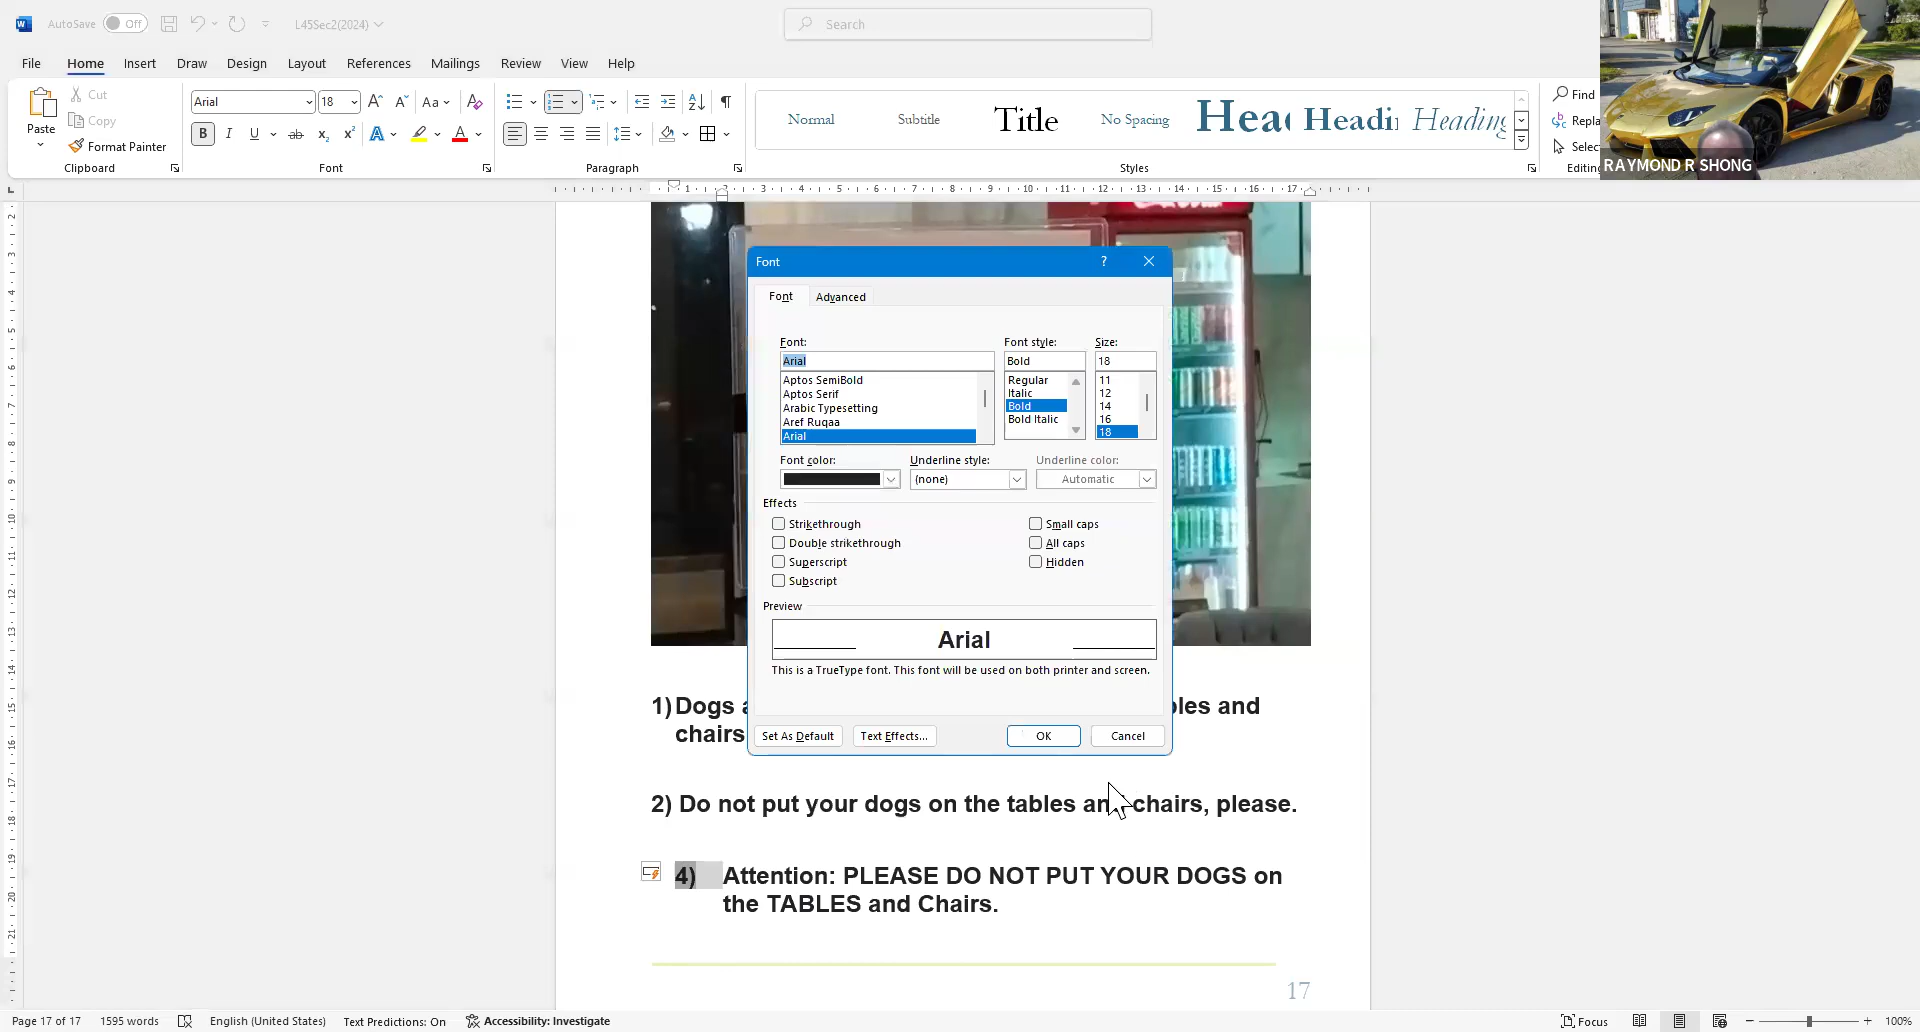 AutoSave Off L45Sec2(2024) Search
File Home Insert Draw Design Layout References Mailings Review View Help
Paste Cut Copy Format Painter
Clipboard
Arial 18
Font
Paragraph
Normal Subtitle Title No Spacing Heading
Styles
Find
Editing
RAYMOND R SHONG
Font
Font Advanced
Font: Font style: Size:
Arial Bold 18
Aptos SemiBold Regular 11
Aptos Serif Italic 12
Arabic Typesetting Bold 14
Aref Ruqaa Bold Italic 16
Arial 18
Font color: Underline style: Underline color:
(none) Automatic
Effects
Strikethrough Small caps
Double strikethrough All caps
Superscript Hidden
Subscript
Preview
Arial
This is a TrueType font. This font will be used on both printer and screen.
Set As Default Text Effects... OK Cancel
1) Dogs and
chairs
2) Do not put your dogs on the tables and chairs, please.
4) Attention: PLEASE DO NOT PUT YOUR DOGS on
the TABLES and Chairs.
17
Page 17 of 17 1595 words English (United States) Text Predictions: On Accessibility: Investigate Focus 100%